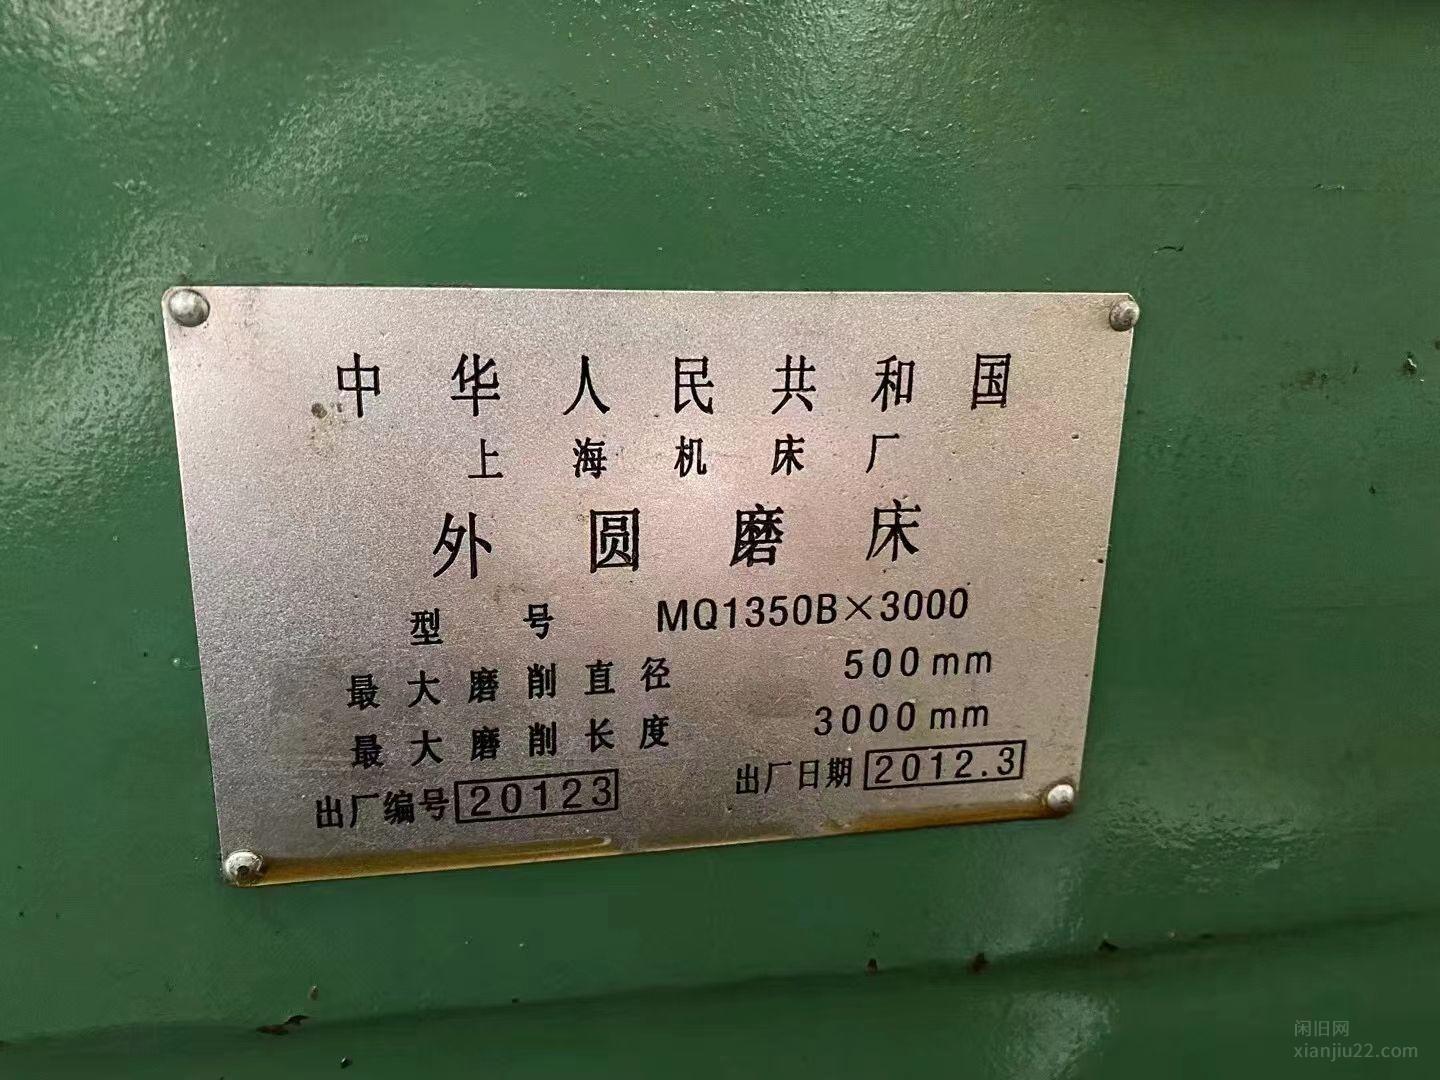 中华人民共和国
上海机床厂
外圆磨床
型号 MQ1350B×3000
最大磨削直径 500mm
最大磨削长度 3000mm
出厂编号 20123 出厂日期 2012.3
闲旧网
xianjiu22.com